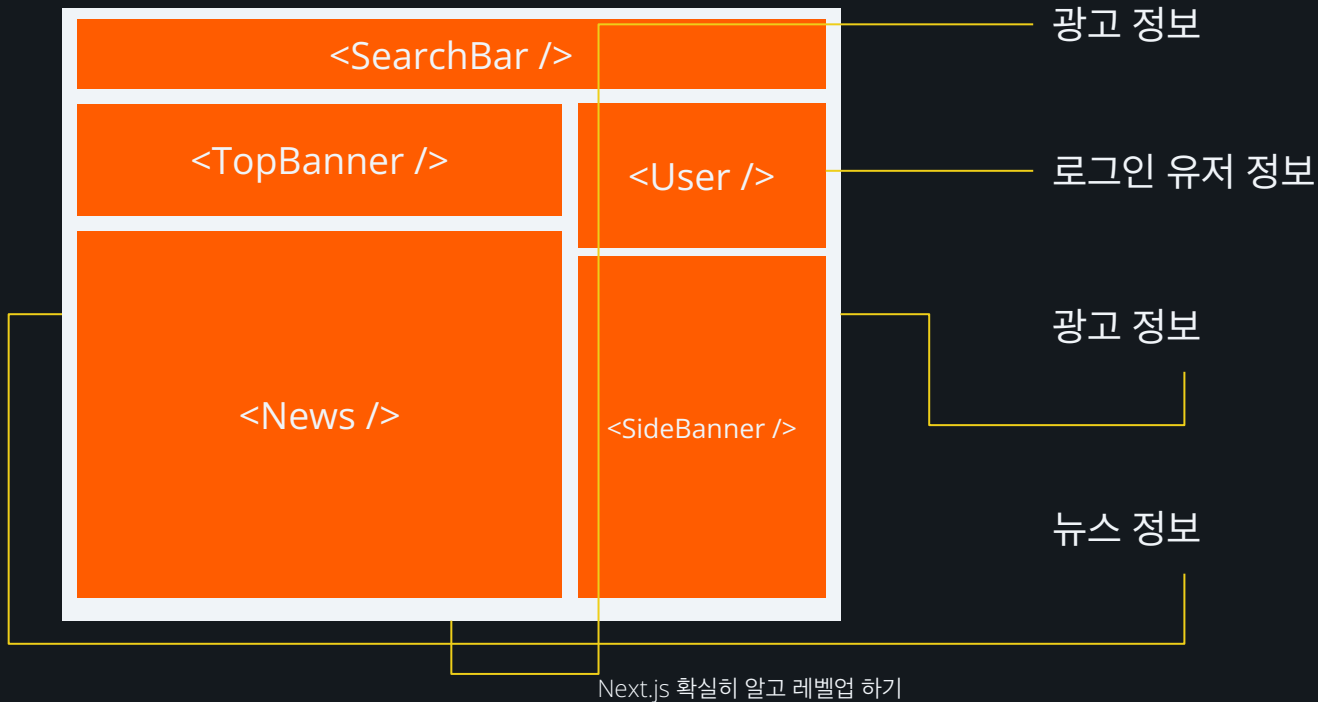 <SearchBar />
<TopBanner />
<User />
<News />
<SideBanner />
광고 정보
로그인 유저 정보
광고 정보
뉴스 정보
Next.js 확실히 알고 레벨업 하기